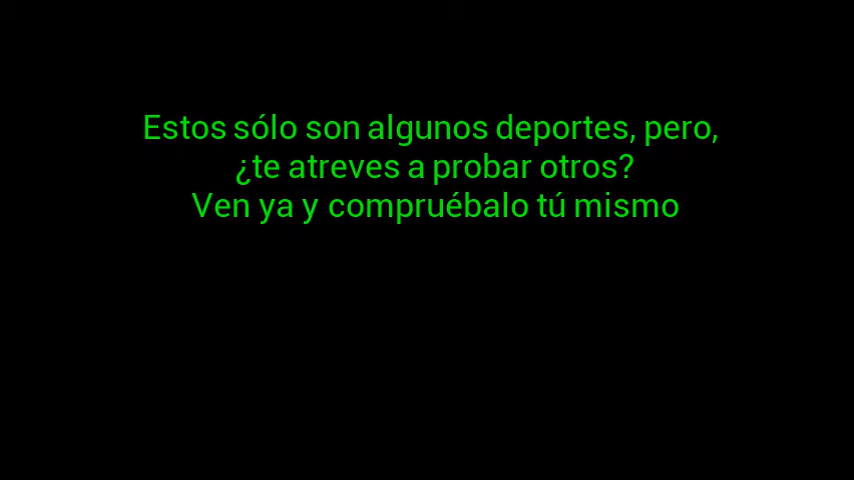 Estos sólo son algunos deportes, pero,
¿te atreves a probar otros?
Ven ya y compruébalo tú mismo